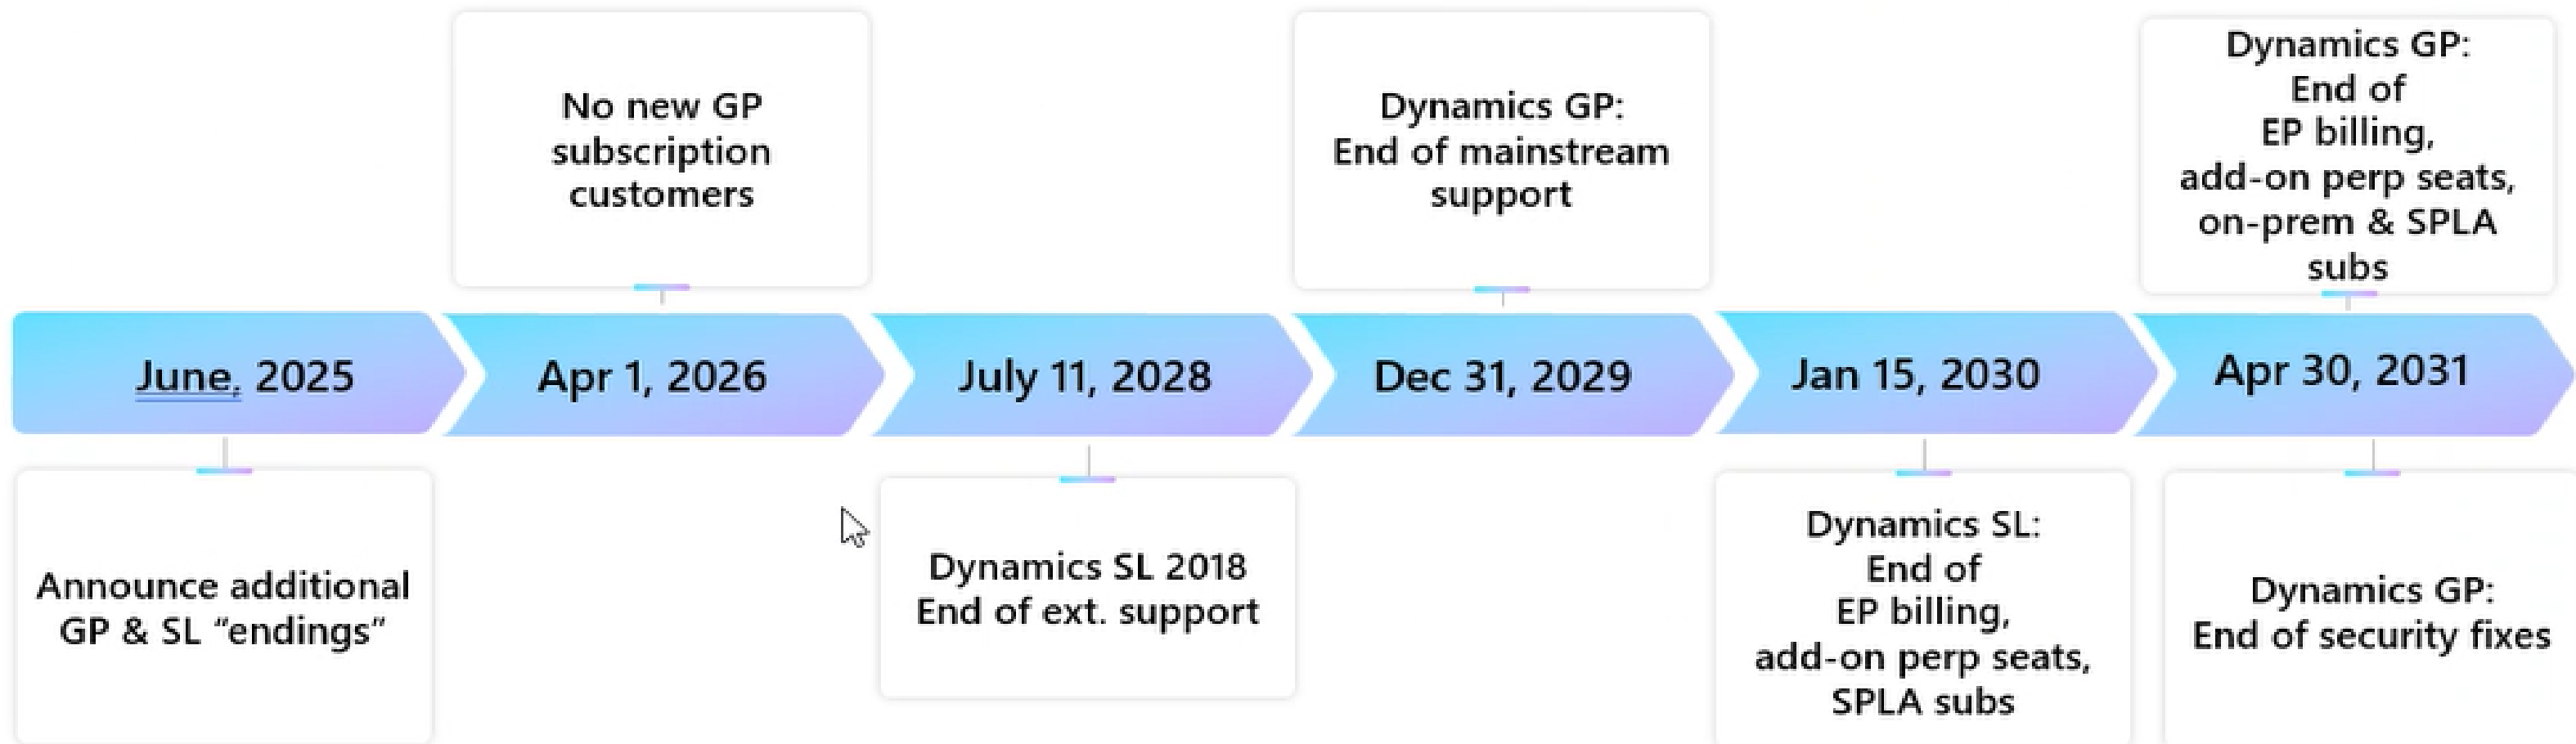 No new GP
subscription
customers
Dynamics GP:
End of mainstream
support
Dynamics GP:
End of
EP billing,
add-on perp seats,
on-prem & SPLA
subs
June, 2025
Apr 1, 2026
July 11, 2028
Dec 31, 2029
Jan 15, 2030
Apr 30, 2031
Announce additional
GP & SL “endings”
Dynamics SL 2018
End of ext. support
Dynamics SL:
End of
EP billing,
add-on perp seats,
SPLA subs
Dynamics GP:
End of security fixes